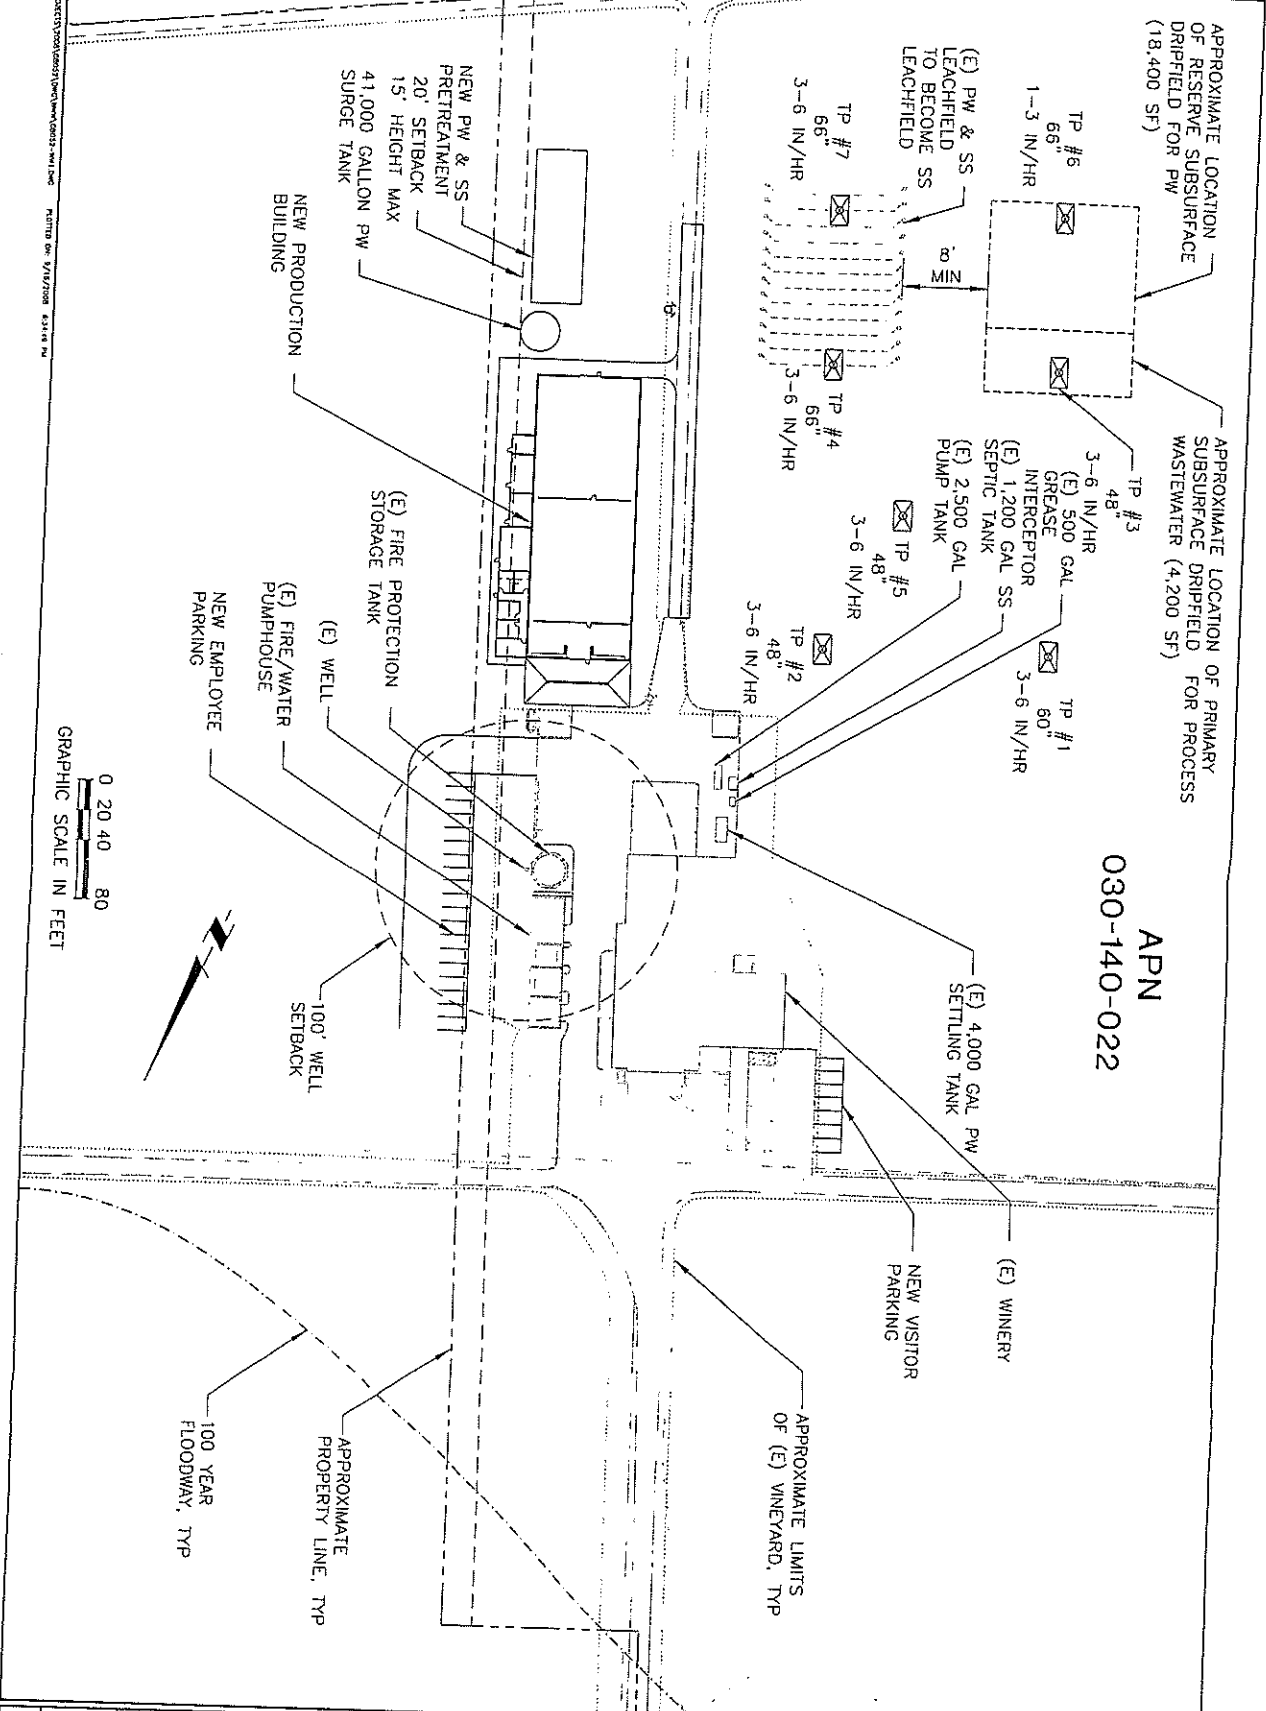 APPROXIMATE LOCATION
OF RESERVE SUBSURFACE
DRIPFIELD FOR PW
(18,400 SF)
TP #6
66"
1-3 IN/HR
(E) PW & SS
LEACHFIELD
TO BECOME SS
LEACHFIELD
TP #7
66"
3-6 IN/HR
8'
MIN
NEW PW & SS
PRETREATMENT
20' SETBACK
15' HEIGHT MAX
41,000 GALLON PW
SURGE TANK
NEW PRODUCTION
BUILDING
APPROXIMATE LOCATION OF PRIMARY
SUBSURFACE DRIPFIELD FOR PROCESS
WASTEWATER (4,200 SF)
TP #3
48"
3-6 IN/HR
TP #4
66"
3-6 IN/HR
(E) 500 GAL
GREASE
INTERCEPTOR
(E) 1,200 GAL SS
SEPTIC TANK
(E) 2,500 GAL
PUMP TANK
TP #5
48"
3-6 IN/HR
TP #2
48"
3-6 IN/HR
TP #1
60"
3-6 IN/HR
(E) FIRE PROTECTION
STORAGE TANK
(E) WELL
(E) FIRE/WATER
PUMPHOUSE
NEW EMPLOYEE
PARKING
APN
030-140-022
(E) 4,000 GAL PW
SETTLING TANK
100' WELL
SETBACK
(E) WINERY
NEW VISITOR
PARKING
APPROXIMATE LIMITS
OF (E) VINEYARD, TYP
APPROXIMATE
PROPERTY LINE, TYP
100 YEAR
FLOODWAY, TYP
0 20 40 80
GRAPHIC SCALE IN FEET
PLOTTED ON: